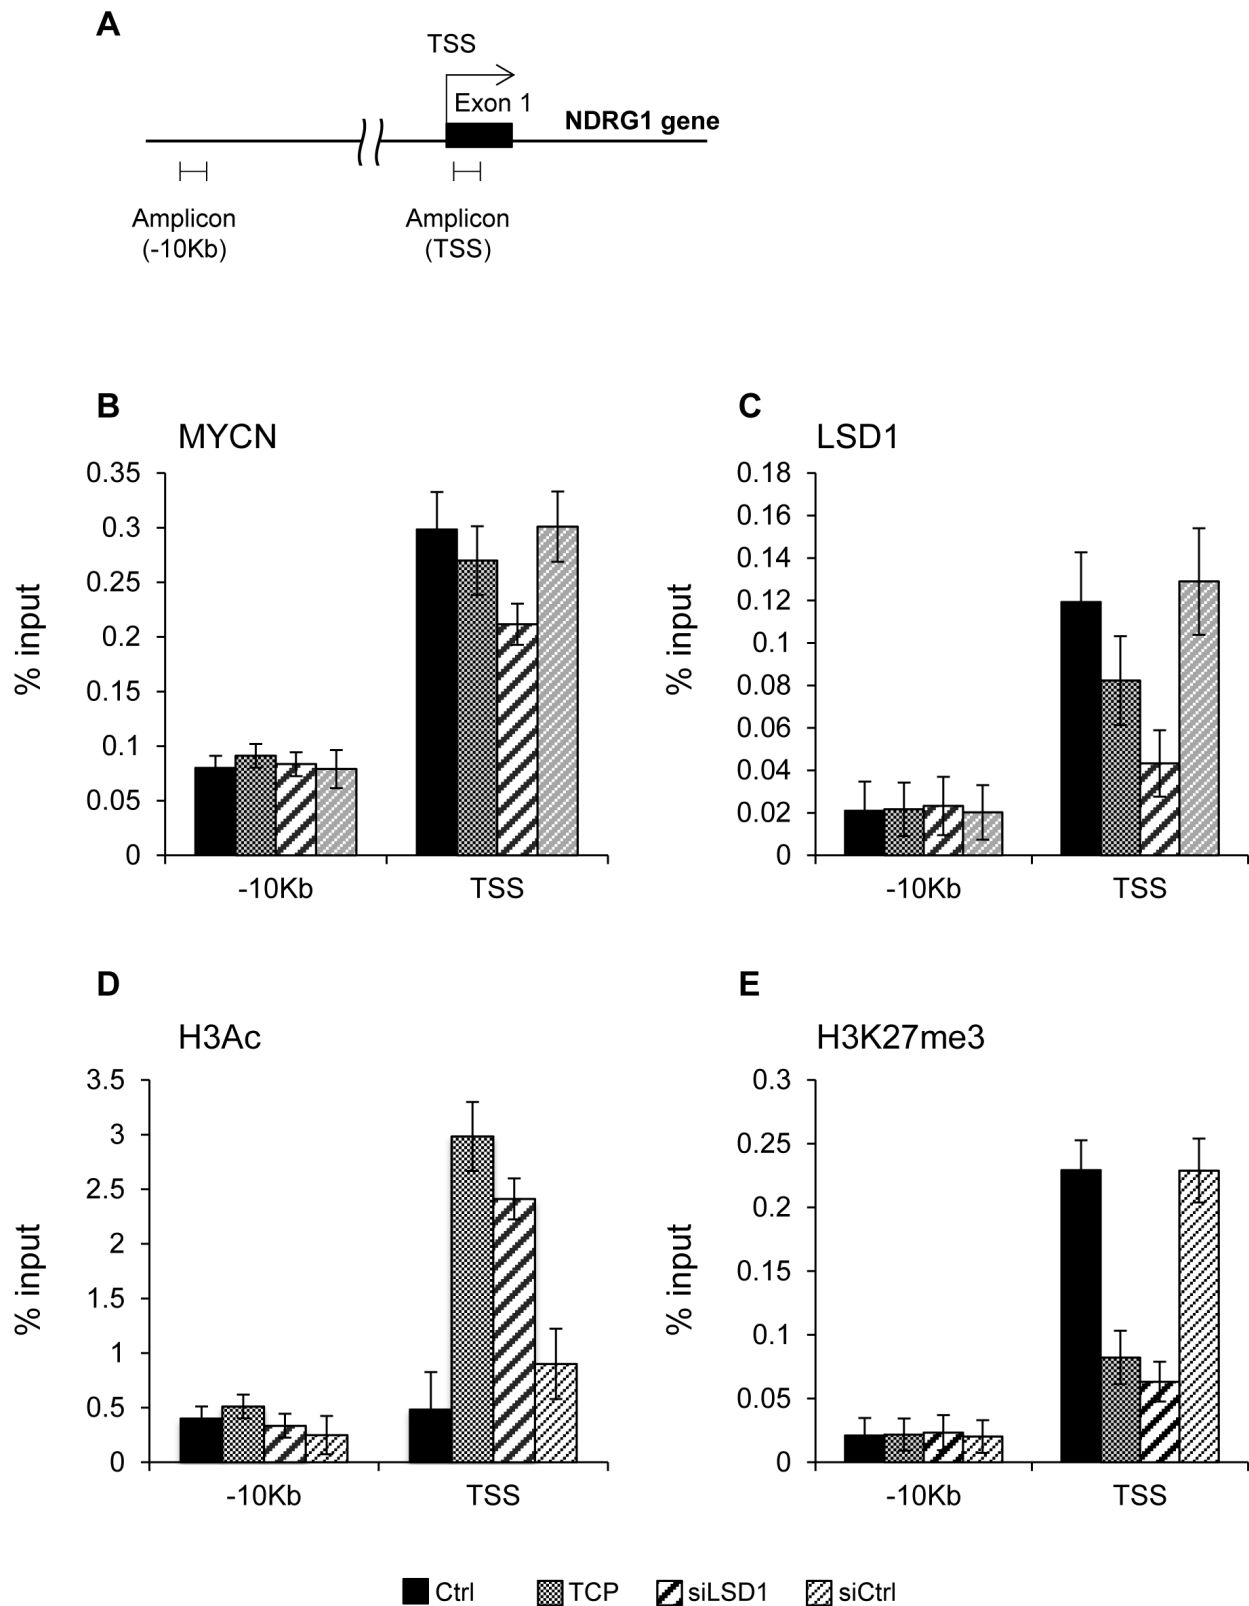 A
TSS
Exon 1
NDRG1 gene
Amplicon
(-10Kb)
Amplicon
(TSS)
B
MYCN
% input
0.35
0.3
0.25
0.2
0.15
0.1
0.05
0
-10Kb
TSS
C
LSD1
% input
0.18
0.16
0.14
0.12
0.1
0.08
0.06
0.04
0.02
0
-10Kb
TSS
D
H3Ac
% input
3.5
3
2.5
2
1.5
1
0.5
0
-10Kb
TSS
E
H3K27me3
% input
0.3
0.25
0.2
0.15
0.1
0.05
0
-10Kb
TSS
Ctrl
TCP
siLSD1
siCtrl